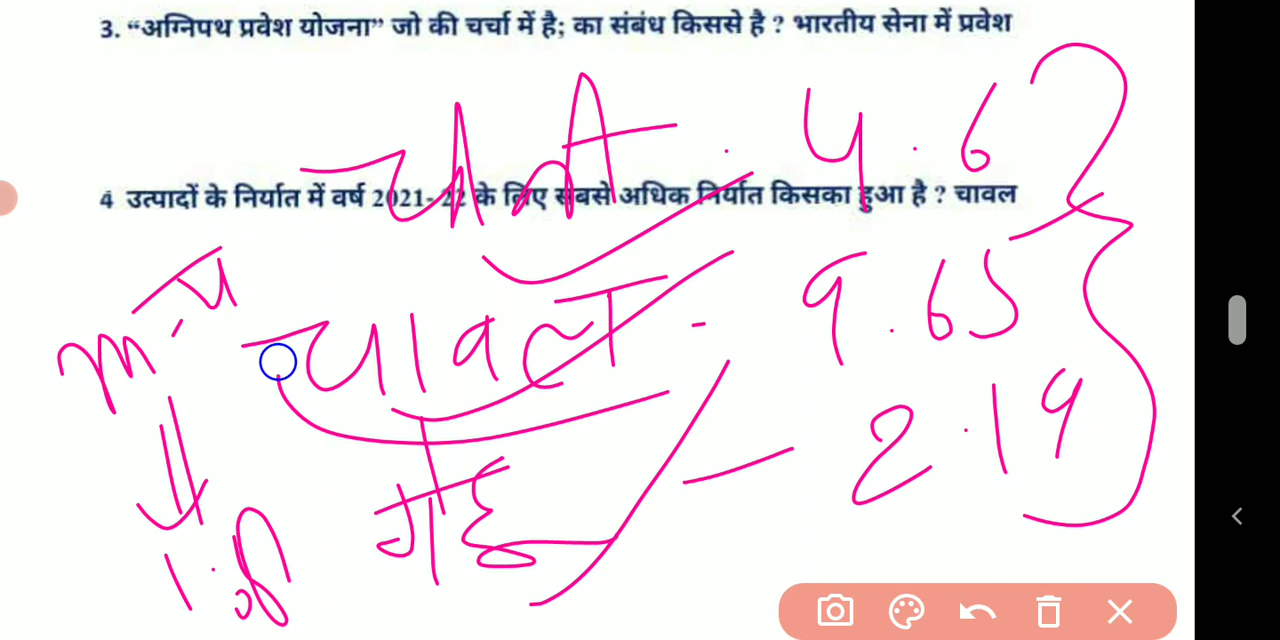 3. “अग्निपथ प्रवेश योजना” जो की चर्चा में है; का संबंध किससे है ? भारतीय सेना में प्रवेश
4.6
4 उत्पादों के निर्यात में वर्ष 2021-22 के लिए सबसे अधिक निर्यात किसका हुआ है ? चावल
चावल - 9.65
गेहूं - 2.19